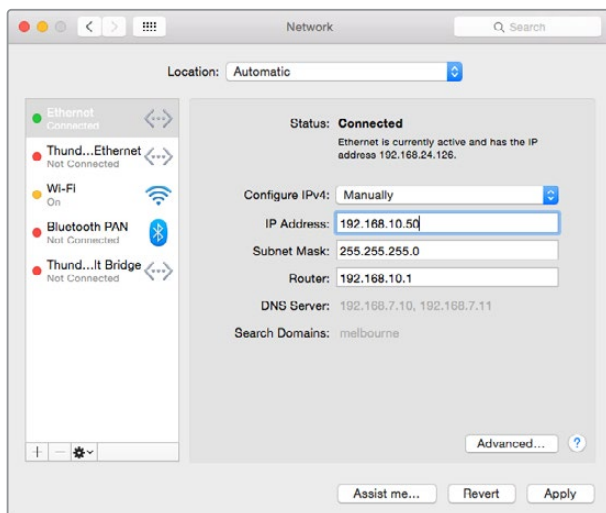 Network
Search
Location: Automatic
Ethernet
Connected
Thund...Ethernet
Not Connected
Wi-Fi
On
Bluetooth PAN
Not Connected
Thund...lt Bridge
Not Connected
Status: Connected
Ethernet is currently active and has the IP
address 192.168.24.126.
Configure IPv4: Manually
IP Address: 192.168.10.50
Subnet Mask: 255.255.255.0
Router: 192.168.10.1
DNS Server: 192.168.7.10, 192.168.7.11
Search Domains: melbourne
Advanced... ?
Assist me... Revert Apply